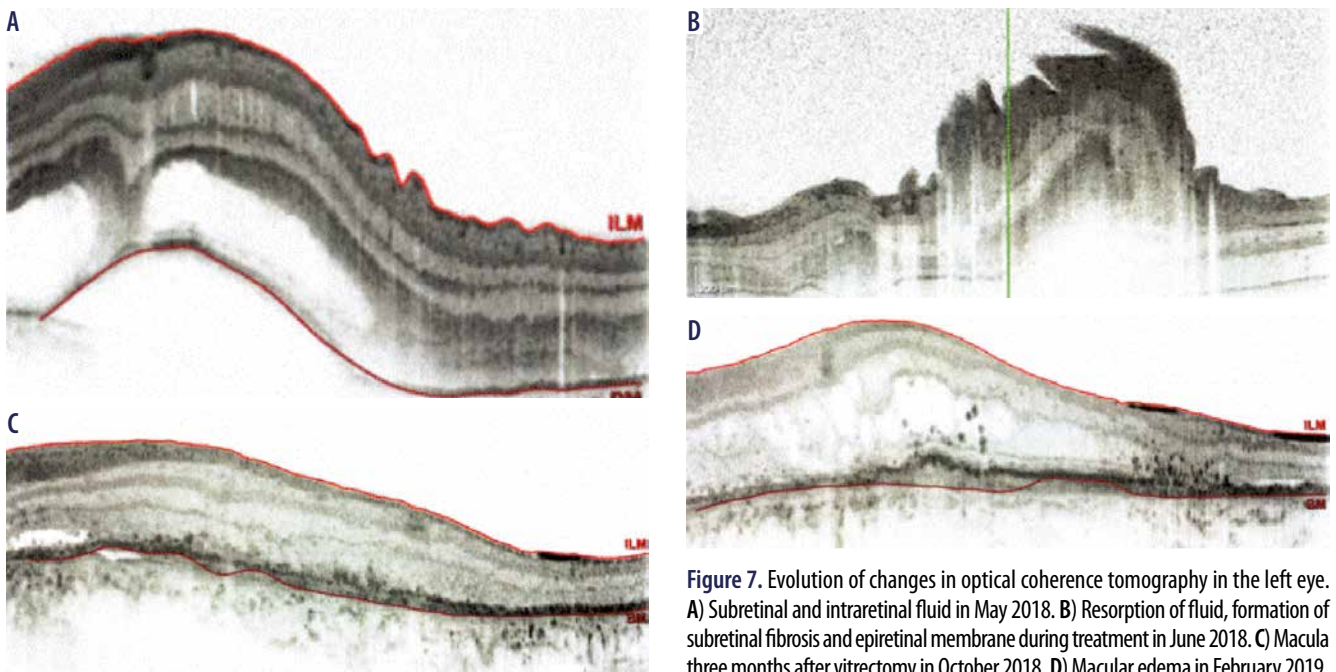 A
ILM
B
C
ILM
BM
D
ILM
BM
Figure 7. Evolution of changes in optical coherence tomography in the left eye.
A) Subretinal and intraretinal fluid in May 2018. B) Resorption of fluid, formation of
subretinal fibrosis and epiretinal membrane during treatment in June 2018. C) Macula
three months after vitrectomy in October 2018. D) Macular edema in February 2019.